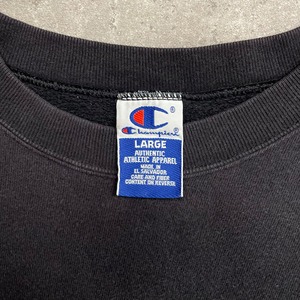 Champion
LARGE
AUTHENTIC
ATHLETIC APPAREL
MADE IN
EL SALVADOR
CARE AND FIBER
CONTENT ON REVERSE